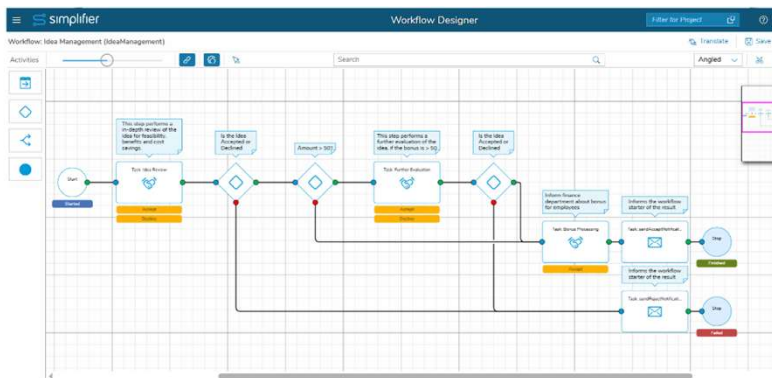 simplifier
Workflow Designer
Filter for Project
Workflow: Idea Management (IdeaManagement)
Translate
Save
Activities
Search
Angled
This step performs a
in-depth review of the
idea for feasibility,
benefits and cost
savings.
Is the Idea
Accepted or
Declined
Amount > 50?
This step performs a
further evaluation of the
idea, if the bonus is > 50
Is the Idea
Accepted or
Declined
Start
Started
Task: Idea Review
Accept
Decline
Task: Further Evaluation
Accept
Decline
Inform finance
department about bonus
for employees
Informs the workflow
starter of the result
Task: Bonus Processing
Accept
Task: sendAcceptNotificat...
Stop
Finished
Informs the workflow
starter of the result
Task: sendRejectNotificat...
Stop
Failed